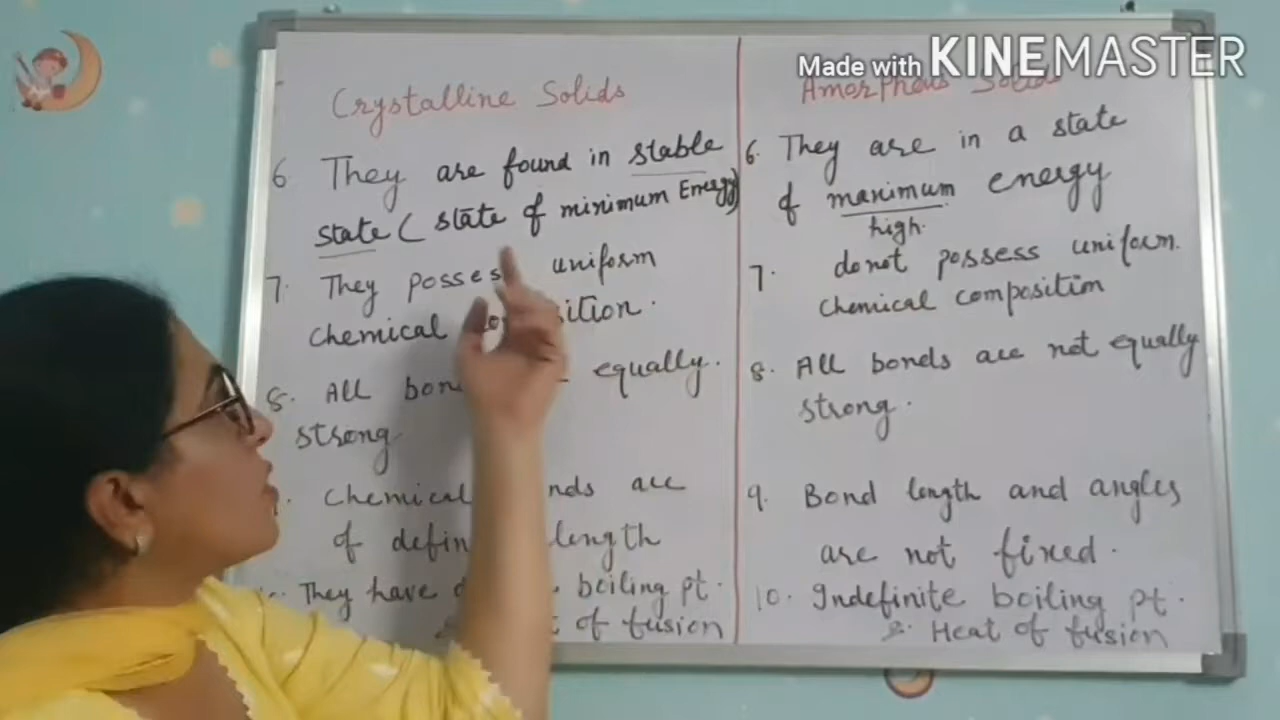 Made with KINEMASTER
Crystalline Solids
6 They are found in stable
state ( state of minimum Energy)
7. They possess uniform
chemical sition.
8. All equally.
strong
Chemical are
of length
They have boiling pt.
of fusion
Amorphous Solids
6. They are in a state
of maximum energy
high.
7. donot possess uniform.
chemical composition
8. All bonds are not equally
strong.
9. Bond length and angles
are not fixed.
10. Indefinite boiling pt.
& Heat of fusion